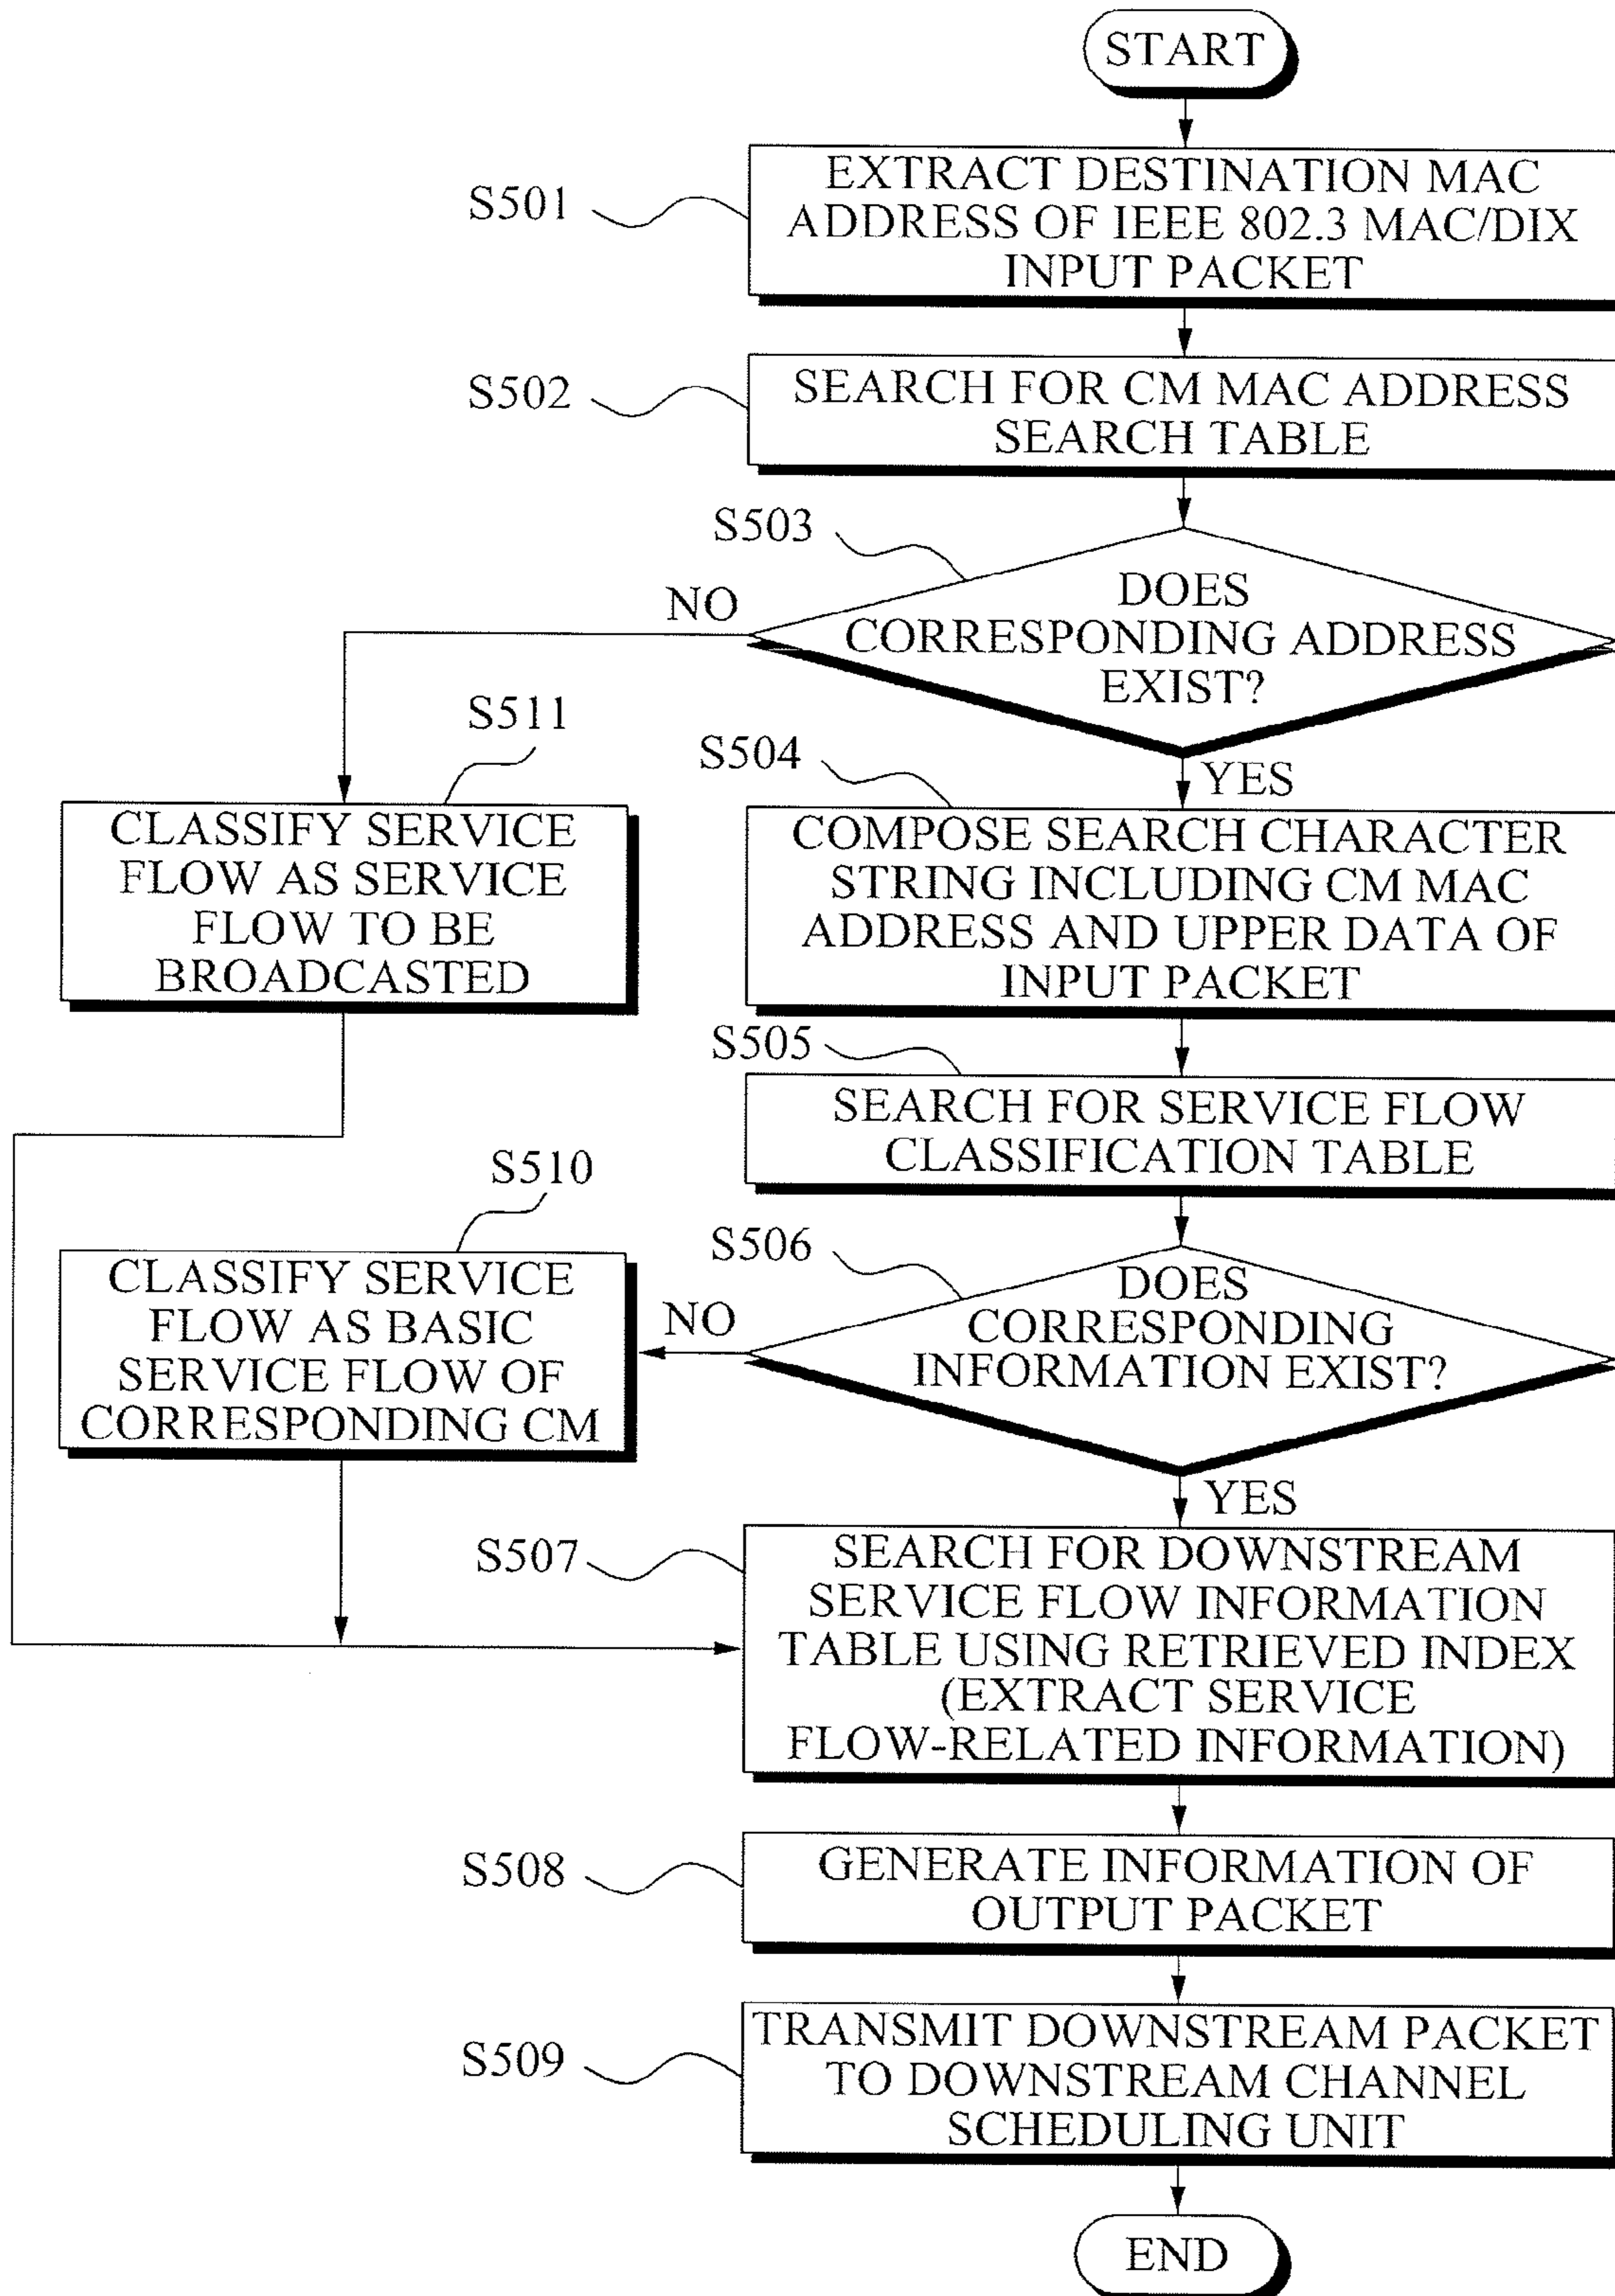 START
S501
EXTRACT DESTINATION MAC
ADDRESS OF IEEE 802.3 MAC/DIX
INPUT PACKET
S502
SEARCH FOR CM MAC ADDRESS
SEARCH TABLE
S503
DOES
CORRESPONDING ADDRESS
EXIST?
NO
YES
S511
CLASSIFY SERVICE
FLOW AS SERVICE
FLOW TO BE
BROADCASTED
S504
COMPOSE SEARCH CHARACTER
STRING INCLUDING CM MAC
ADDRESS AND UPPER DATA OF
INPUT PACKET
S505
SEARCH FOR SERVICE FLOW
CLASSIFICATION TABLE
S506
DOES
CORRESPONDING
INFORMATION EXIST?
NO
YES
S510
CLASSIFY SERVICE
FLOW AS BASIC
SERVICE FLOW OF
CORRESPONDING CM
S507
SEARCH FOR DOWNSTREAM
SERVICE FLOW INFORMATION
TABLE USING RETRIEVED INDEX
(EXTRACT SERVICE
FLOW-RELATED INFORMATION)
S508
GENERATE INFORMATION OF
OUTPUT PACKET
S509
TRANSMIT DOWNSTREAM PACKET
TO DOWNSTREAM CHANNEL
SCHEDULING UNIT
END